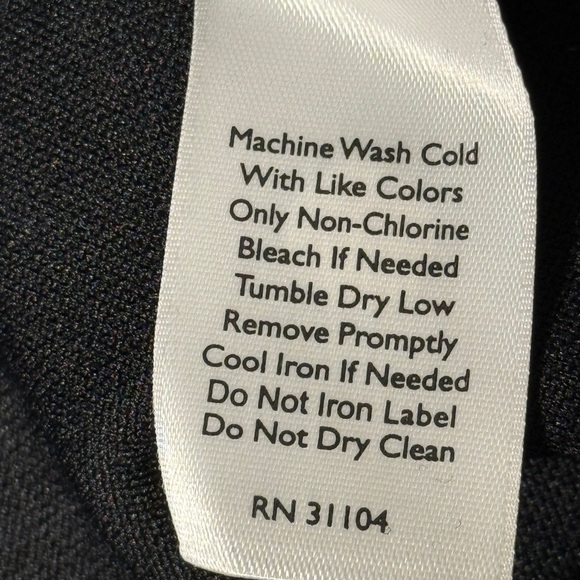 Machine Wash Cold
With Like Colors
Only Non-Chlorine
Bleach If Needed
Tumble Dry Low
Remove Promptly
Cool Iron If Needed
Do Not Iron Label
Do Not Dry Clean
RN 31104